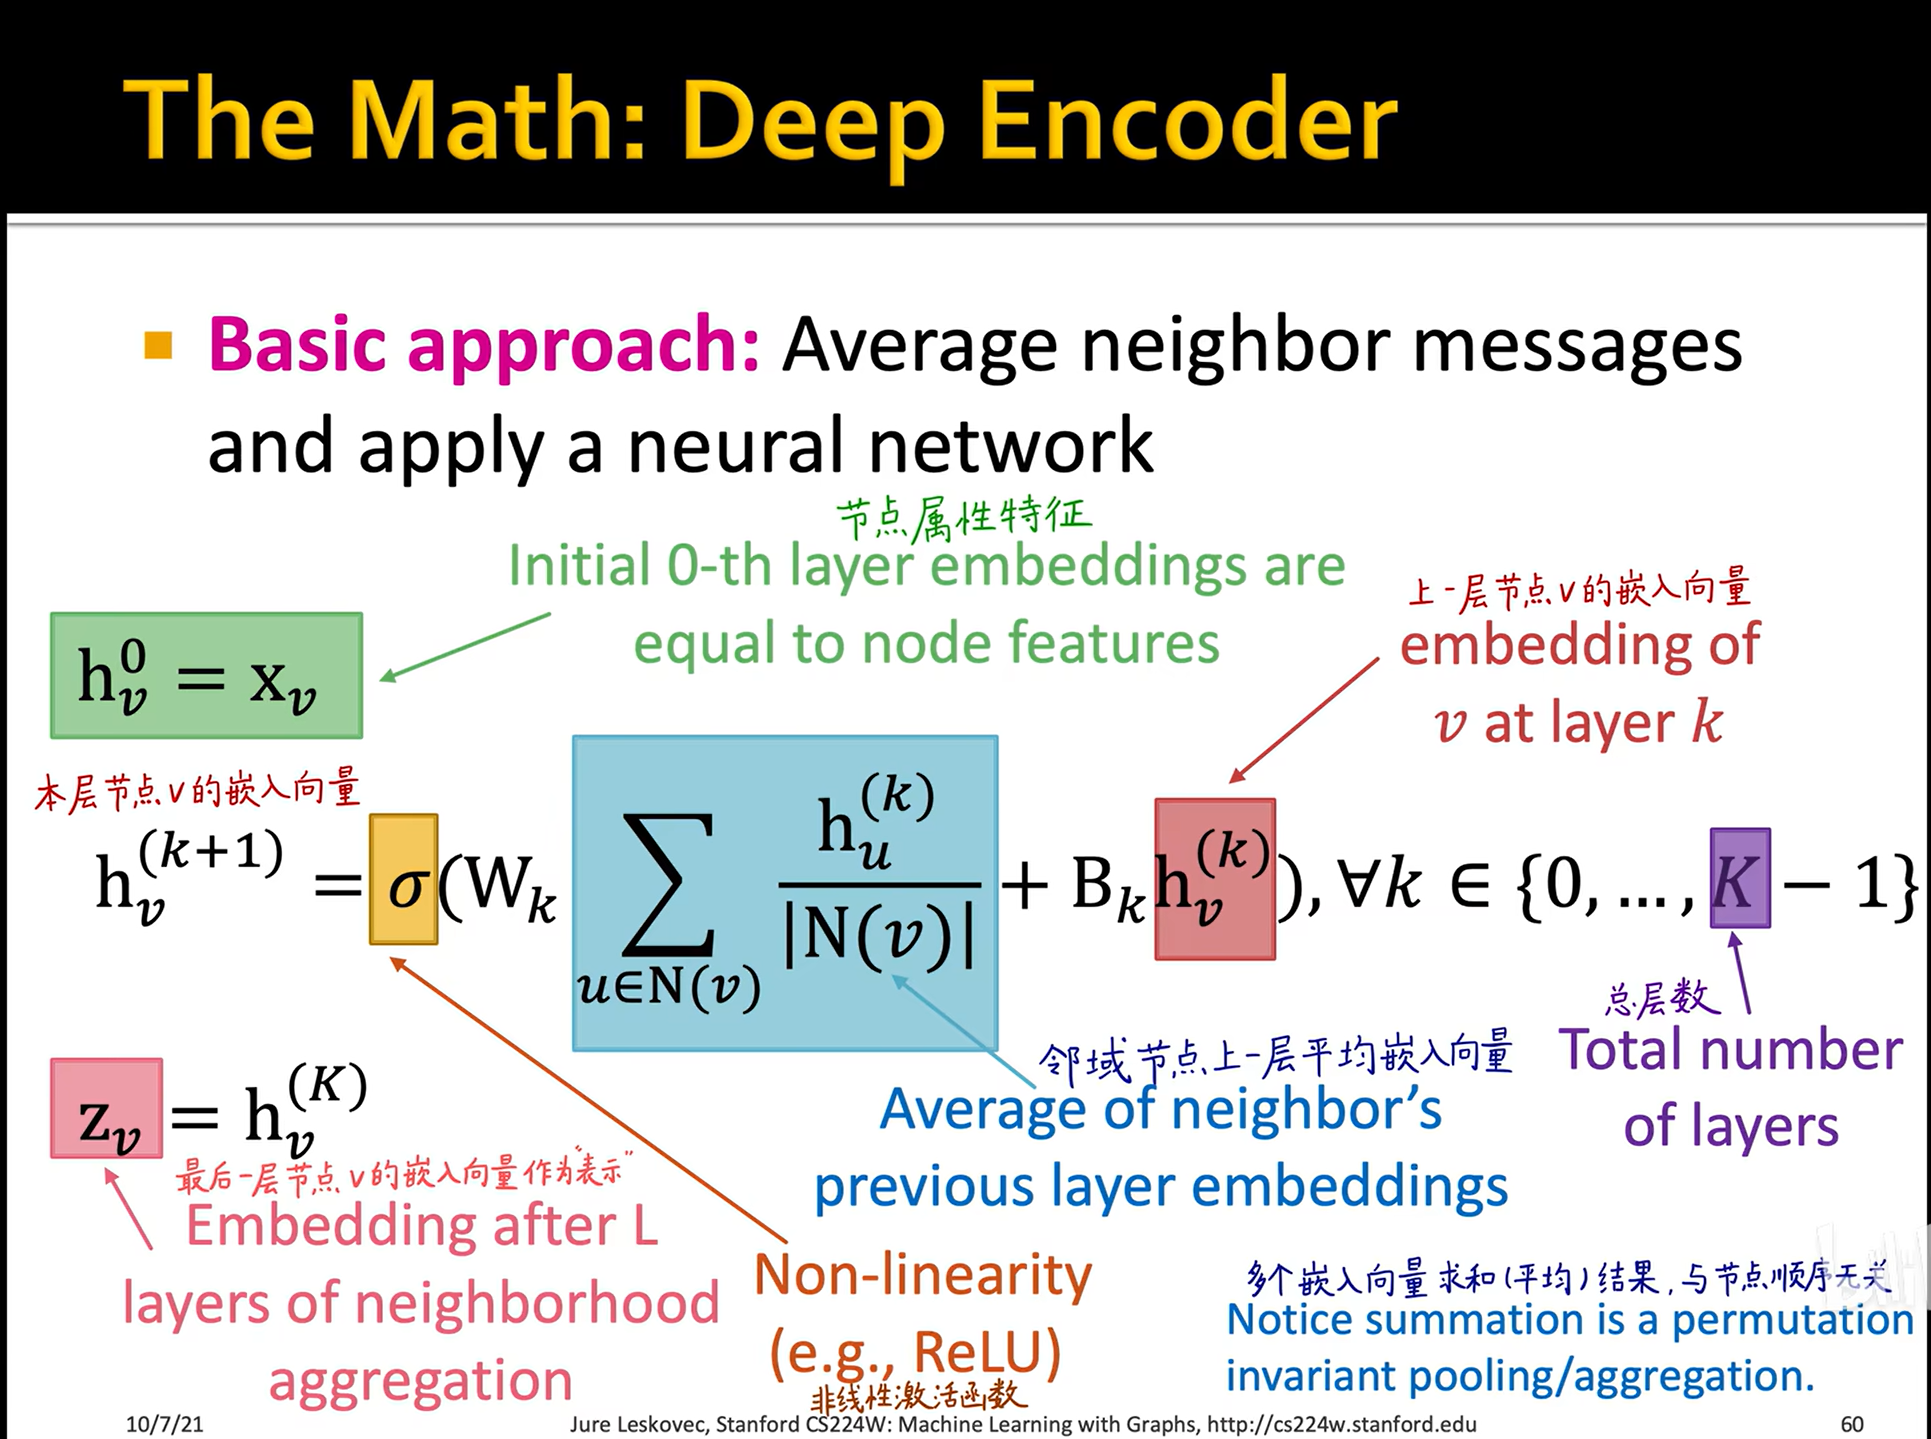 The Math: Deep Encoder
Basic approach: Average neighbor messages
and apply a neural network
节点属性特征
Initial 0-th layer embeddings are
equal to node features
h_v^0 = x_v
上一层节点v的嵌入向量
embedding of
v at layer k
本层节点v的嵌入向量
h_v^(k+1) = σ(W_k ∑_{u∈N(v)} h_u^(k) / |N(v)| + B_k h_v^(k)), ∀k ∈ {0, …, K − 1}
总层数
Total number
of layers
邻域节点上一层平均嵌入向量
Average of neighbor’s
previous layer embeddings
z_v = h_v^(K)
最后一层节点v的嵌入向量作为“表示”
Embedding after L
layers of neighborhood
aggregation
Non-linearity
(e.g., ReLU)
非线性激活函数
多个嵌入向量求和(平均)结果,与节点顺序无关
Notice summation is a permutation
invariant pooling/aggregation.
10/7/21
Jure Leskovec, Stanford CS224W: Machine Learning with Graphs, http://cs224w.stanford.edu
60